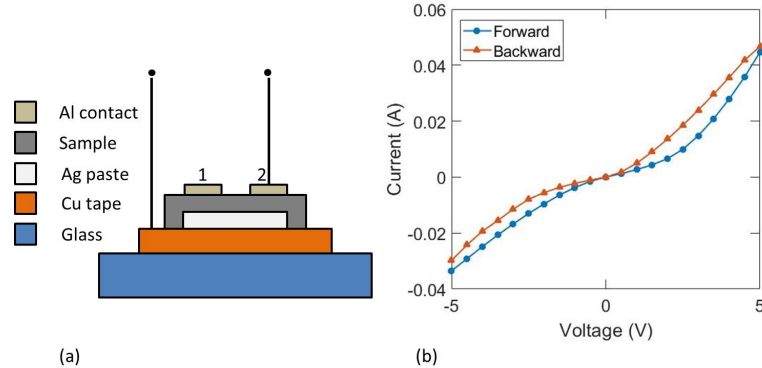 Al contact
Sample
Ag paste
Cu tape
Glass
1
2
(a)
0.06
0.04
0.02
0
-0.02
-0.04
Current (A)
Forward
Backward
-5
0
5
Voltage (V)
(b)